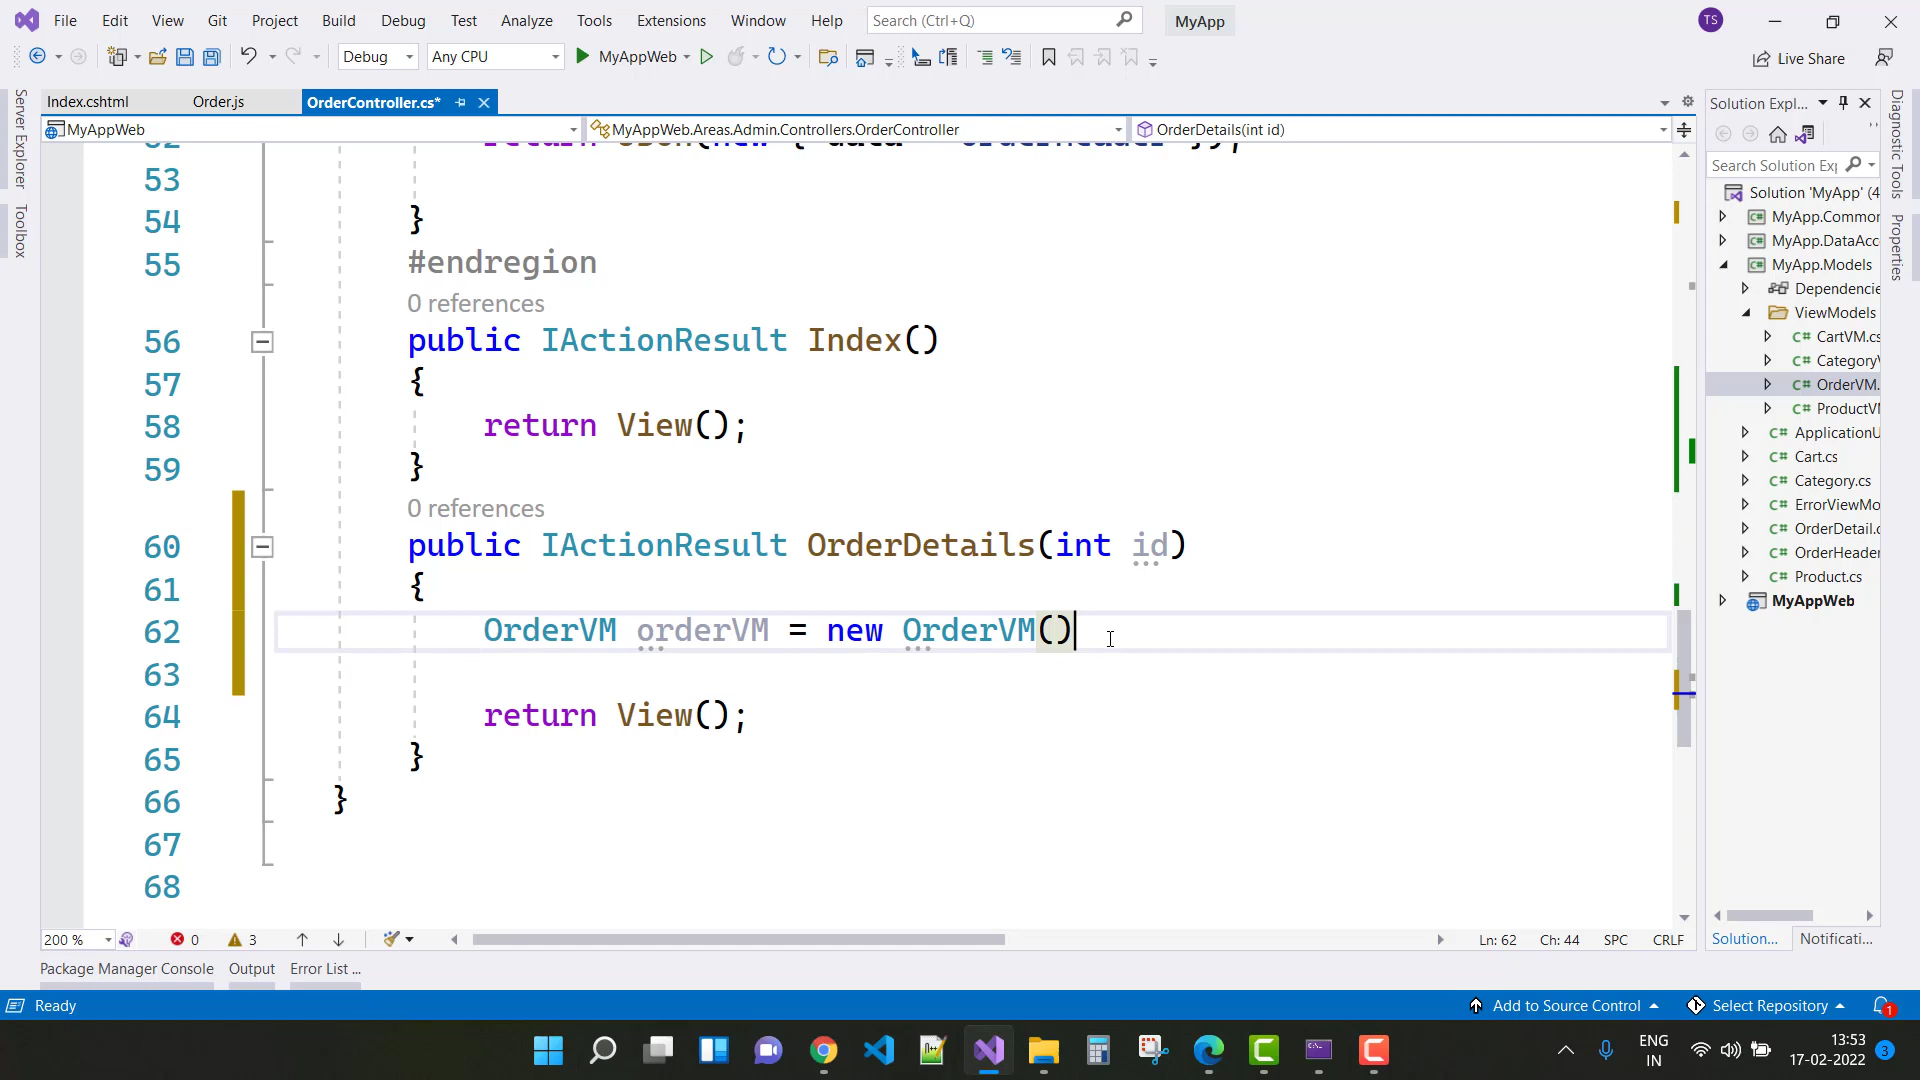 File Edit View Git Project Build Debug Test Analyze Tools Extensions Window Help Search (Ctrl+Q) MyApp TS
Debug Any CPU MyAppWeb Live Share
Index.cshtml Order.js OrderController.cs*
MyAppWeb MyAppWeb.Areas.Admin.Controllers.OrderController OrderDetails(int id)
Server Explorer
Toolbox
53
54 }
55 #endregion
0 references
56 public IActionResult Index()
57 {
58 return View();
59 }
0 references
60 public IActionResult OrderDetails(int id)
61 {
62 OrderVM orderVM = new OrderVM()
63
64 return View();
65 }
66 }
67
68
200 % 0 3 Ln: 62 Ch: 44 SPC CRLF
Solution Expl...
Search Solution Exp
Solution 'MyApp' (4
MyApp.Common
MyApp.DataAcc
MyApp.Models
Dependencie
ViewModels
CartVM.cs
CategoryV
OrderVM.
ProductVM
ApplicationU
Cart.cs
Category.cs
ErrorViewMo
OrderDetail.c
OrderHeader
Product.cs
MyAppWeb
Solution... Notificati...
Diagnostic Tools
Properties
Package Manager Console Output Error List ...
Ready Add to Source Control Select Repository 1
ENG
IN
13:53
17-02-2022
3